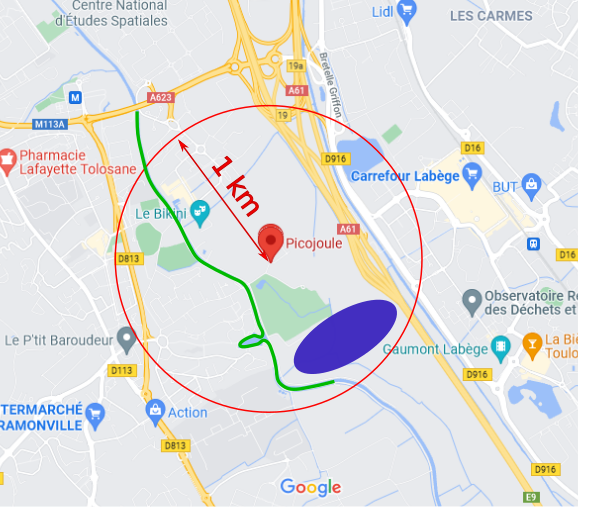 Centre National
d'Études Spatiales
Lidl
LES CARMES
19a
M
A623
A61
Bretelle Griffon
19
M113A
Pharmacie
Lafayette Tolosane
D916
D16
Carrefour Labège
BUT
1 km
Le Bikini
A61
Picojoule
D813
D16
Observatoire Re
des Déchets et
Le P'tit Baroudeur
Gaumont Labège
La Biè
Toulo
D113
D916
TERMARCHÉ
RAMONVILLE
Action
D813
D916
Google
E9